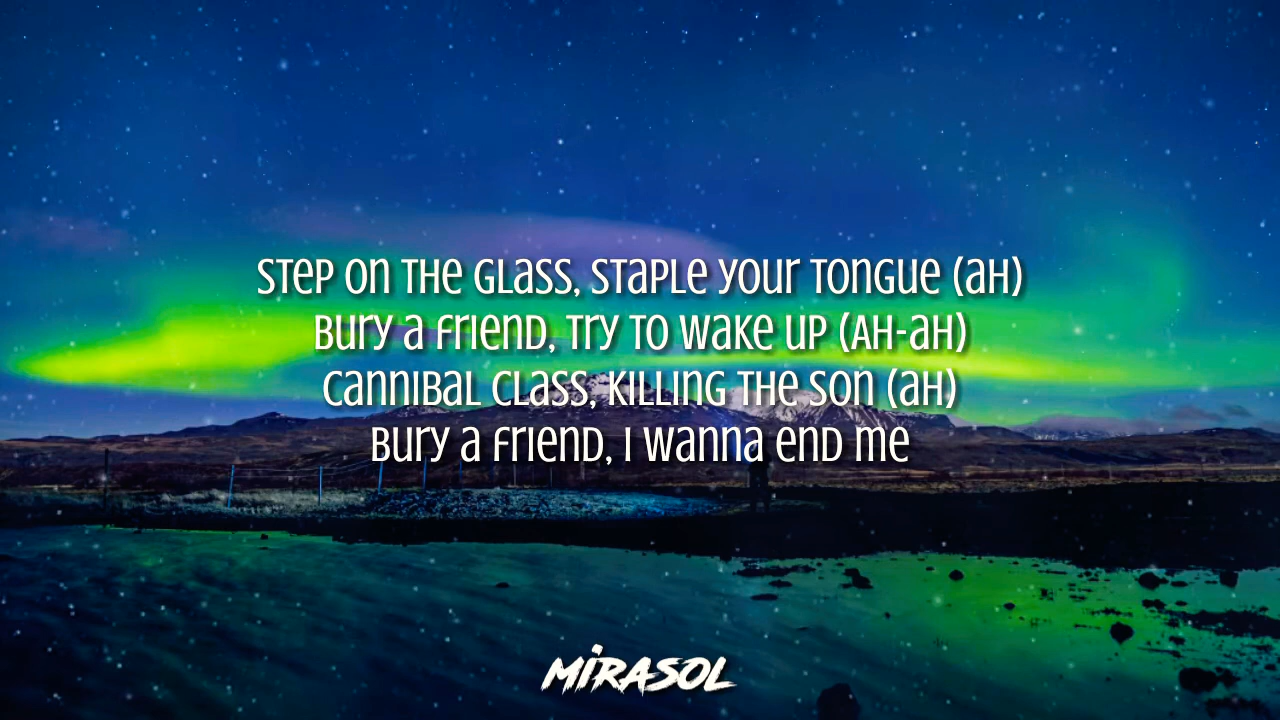 Step on the glass, staple your tongue (ah)
Bury a friend, try to wake up (Ah-ah)
Cannibal class, killing the son (ah)
Bury a friend, I wanna end me
MIRASOL